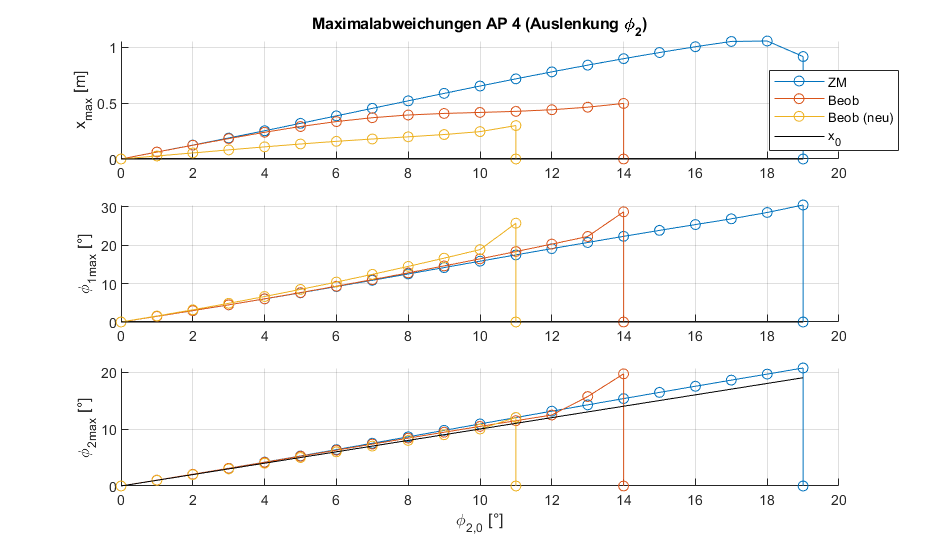 Maximalabweichungen AP 4 (Auslenkung ϕ2)
xmax [m]
1
0.5
0
0 2 4 6 8 10 12 14 16 18 20
ZM
Beob
Beob (neu)
x0
ϕ1max [°]
30
20
10
0
0 2 4 6 8 10 12 14 16 18 20
ϕ2max [°]
20
10
0
0 2 4 6 8 10 12 14 16 18 20
ϕ2,0 [°]